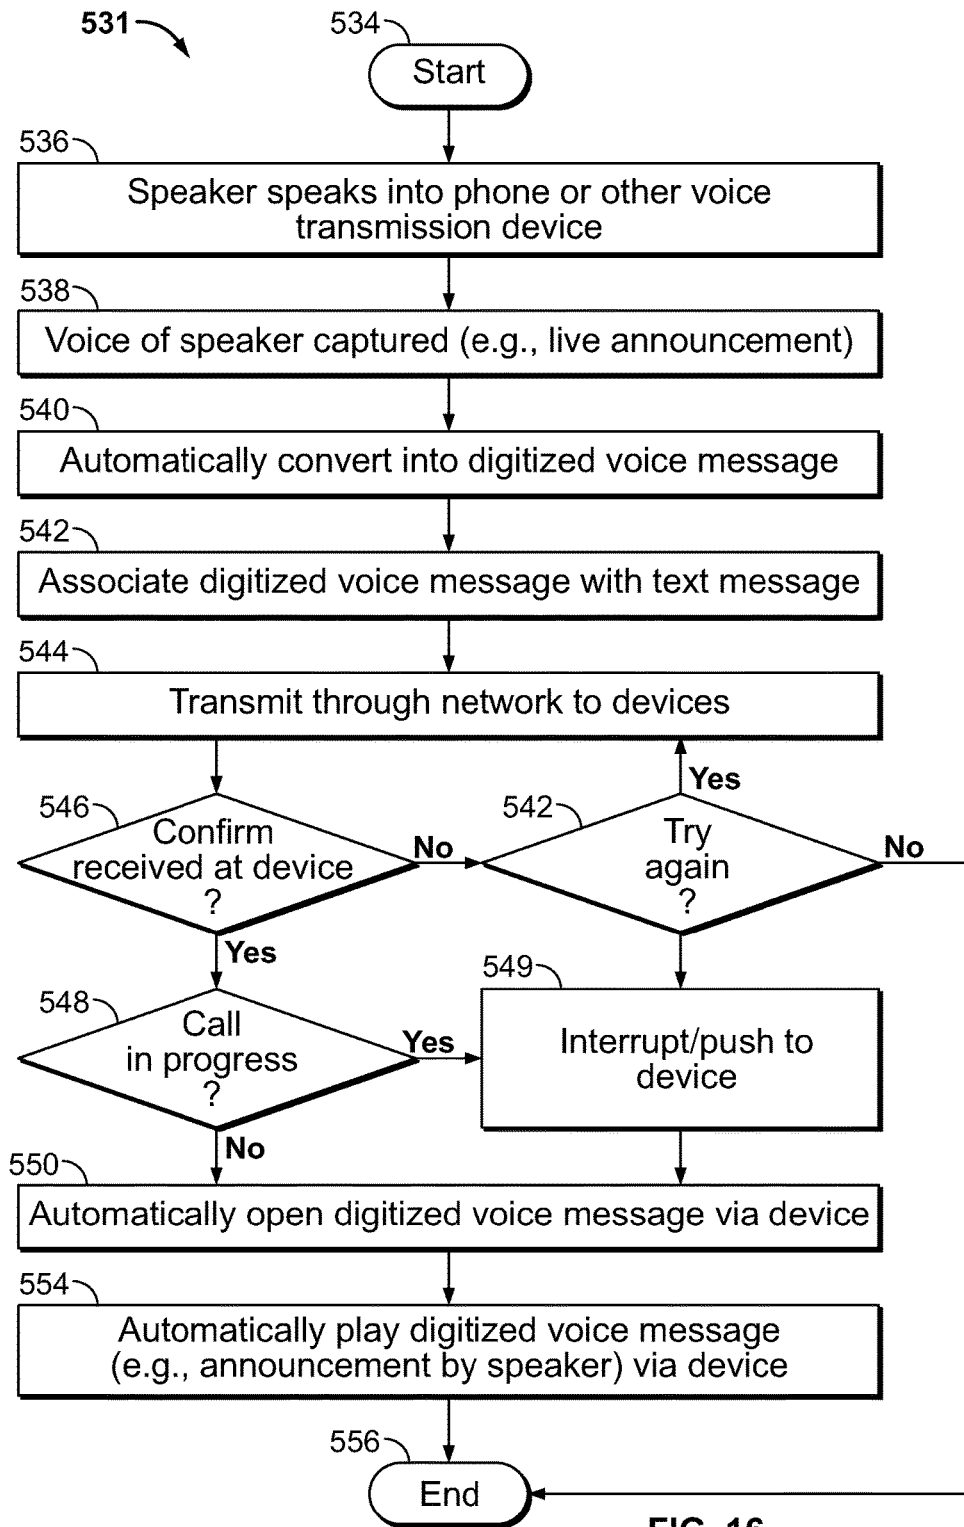 531
534
Start
536
Speaker speaks into phone or other voice
transmission device
538
Voice of speaker captured (e.g., live announcement)
540
Automatically convert into digitized voice message
542
Associate digitized voice message with text message
544
Transmit through network to devices
Yes
546
Confirm
received at device
?
No
542
Try
again
?
No
Yes
548
Call
in progress
?
Yes
549
Interrupt/push to
device
No
550
Automatically open digitized voice message via device
554
Automatically play digitized voice message
(e.g., announcement by speaker) via device
556
End
FIG. 16